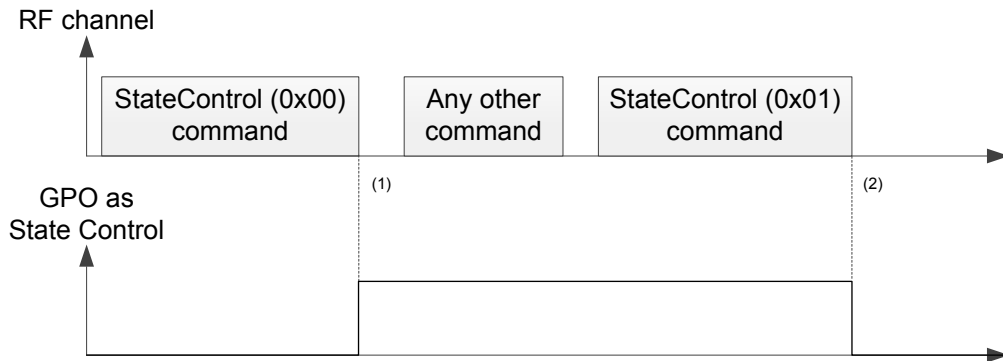 RF channel
StateControl (0x00)
command
Any other
command
StateControl (0x01)
command
(1)
(2)
GPO as
State Control